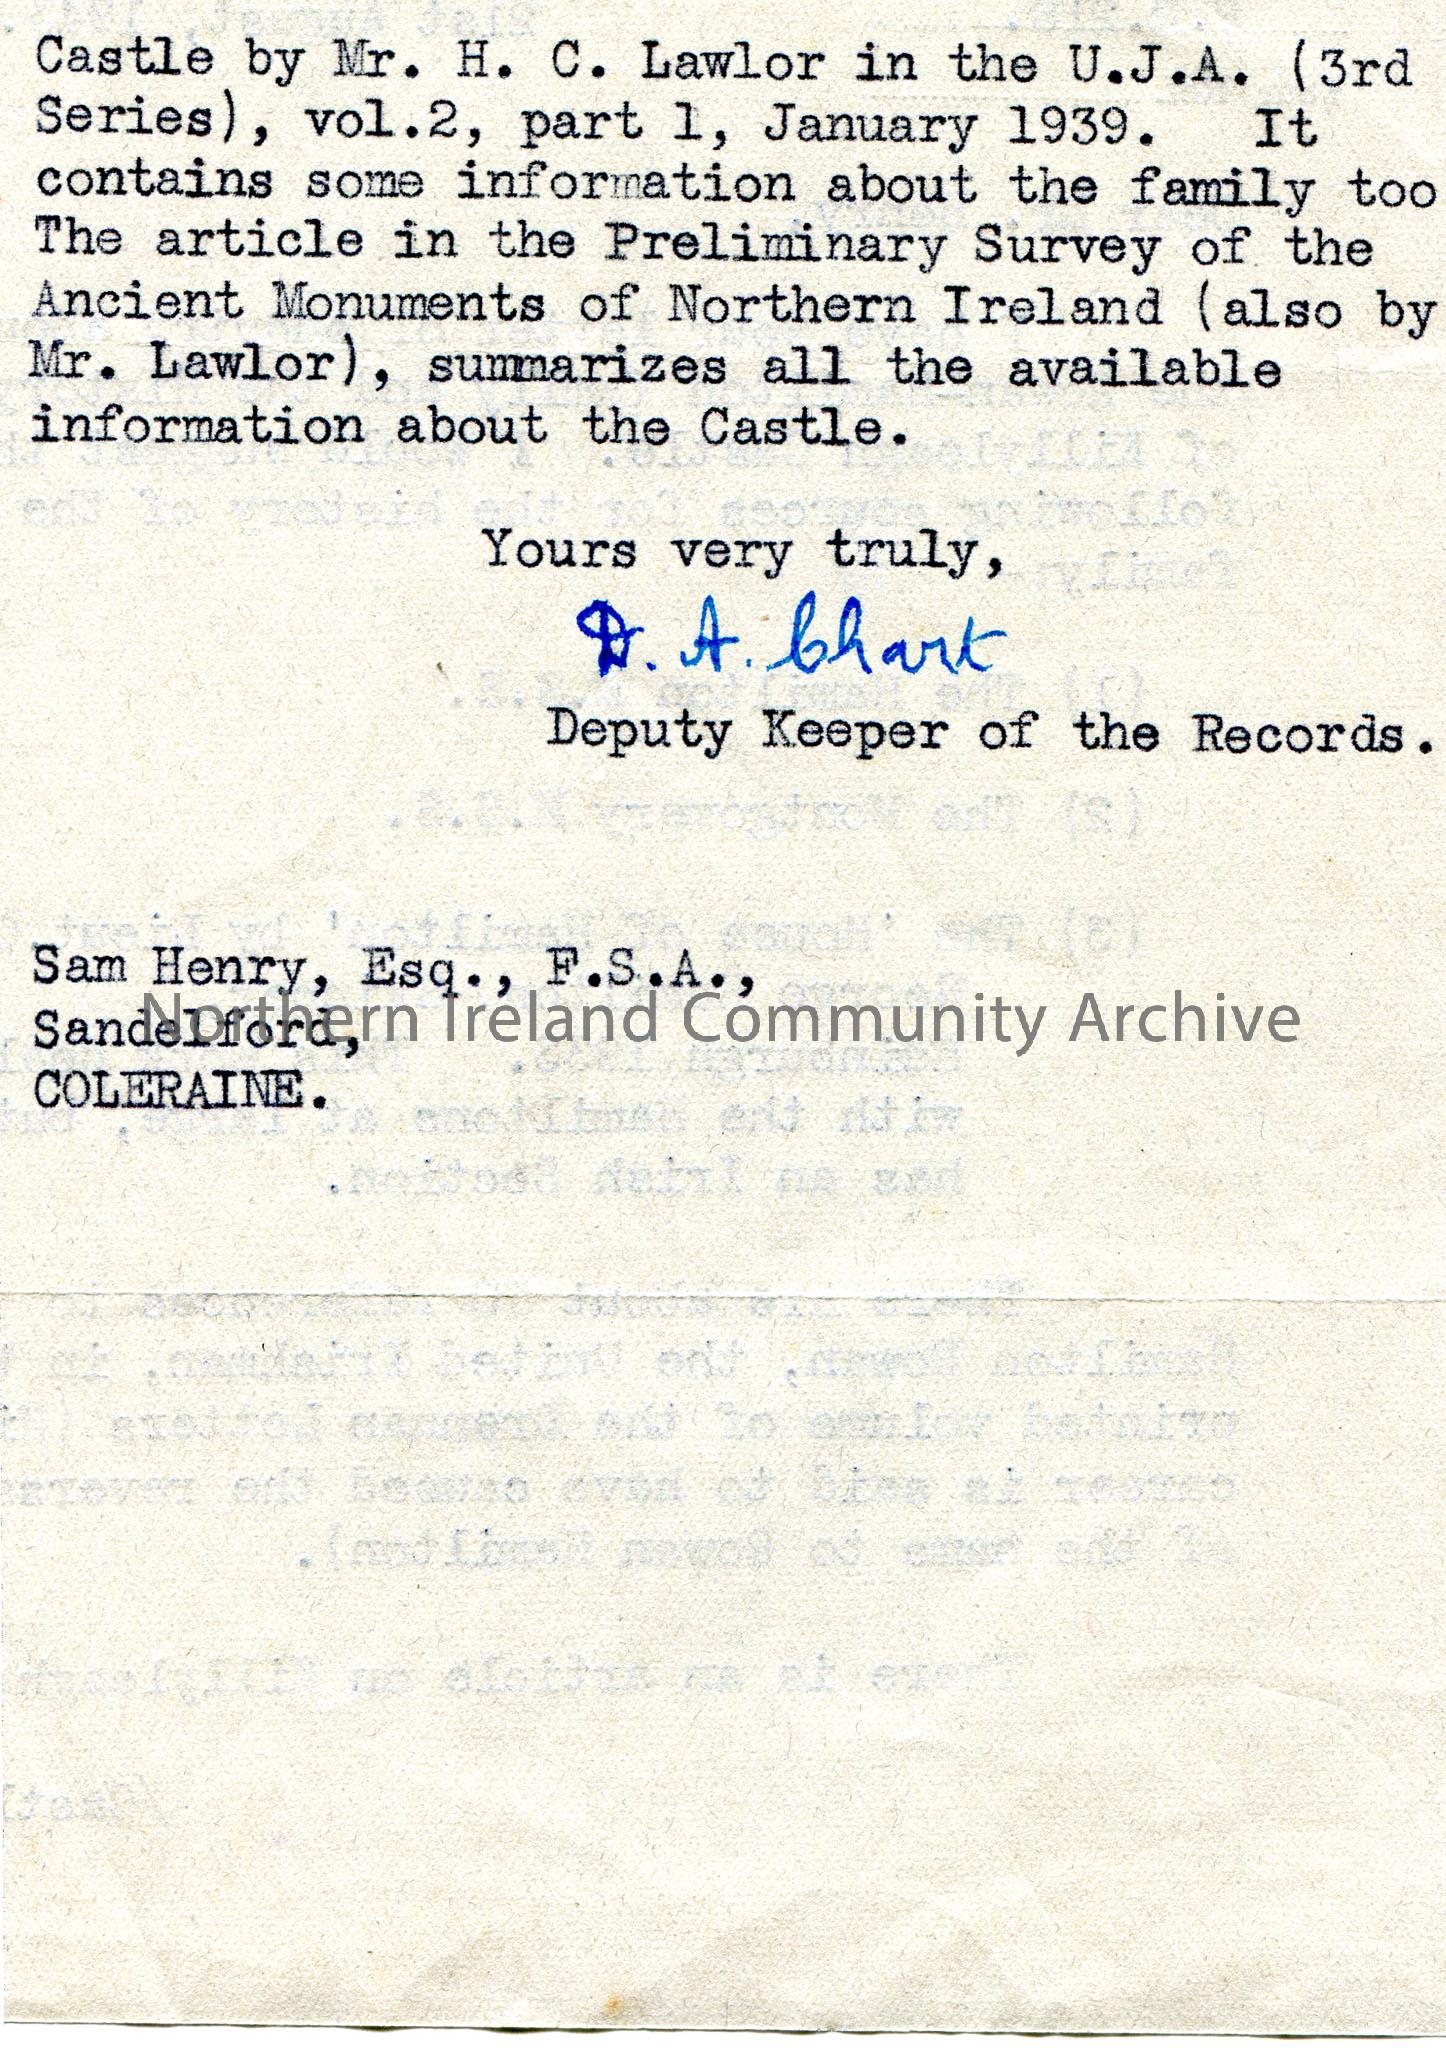 Castle by Mr. H. C. Lawlor in the U.J.A. (3rd
Series), vol.2, part 1, January 1939. It
contains some information about the family too
The article in the Preliminary Survey of the
Ancient Monuments of Northern Ireland (also by
Mr. Lawlor), summarizes all the available
information about the Castle.
Yours very truly,
D. A. Chart
Deputy Keeper of the Records.
Sam Henry, Esq., F.S.A.,
Northern Ireland Community Archive
Sandelford,
COLERAINE.